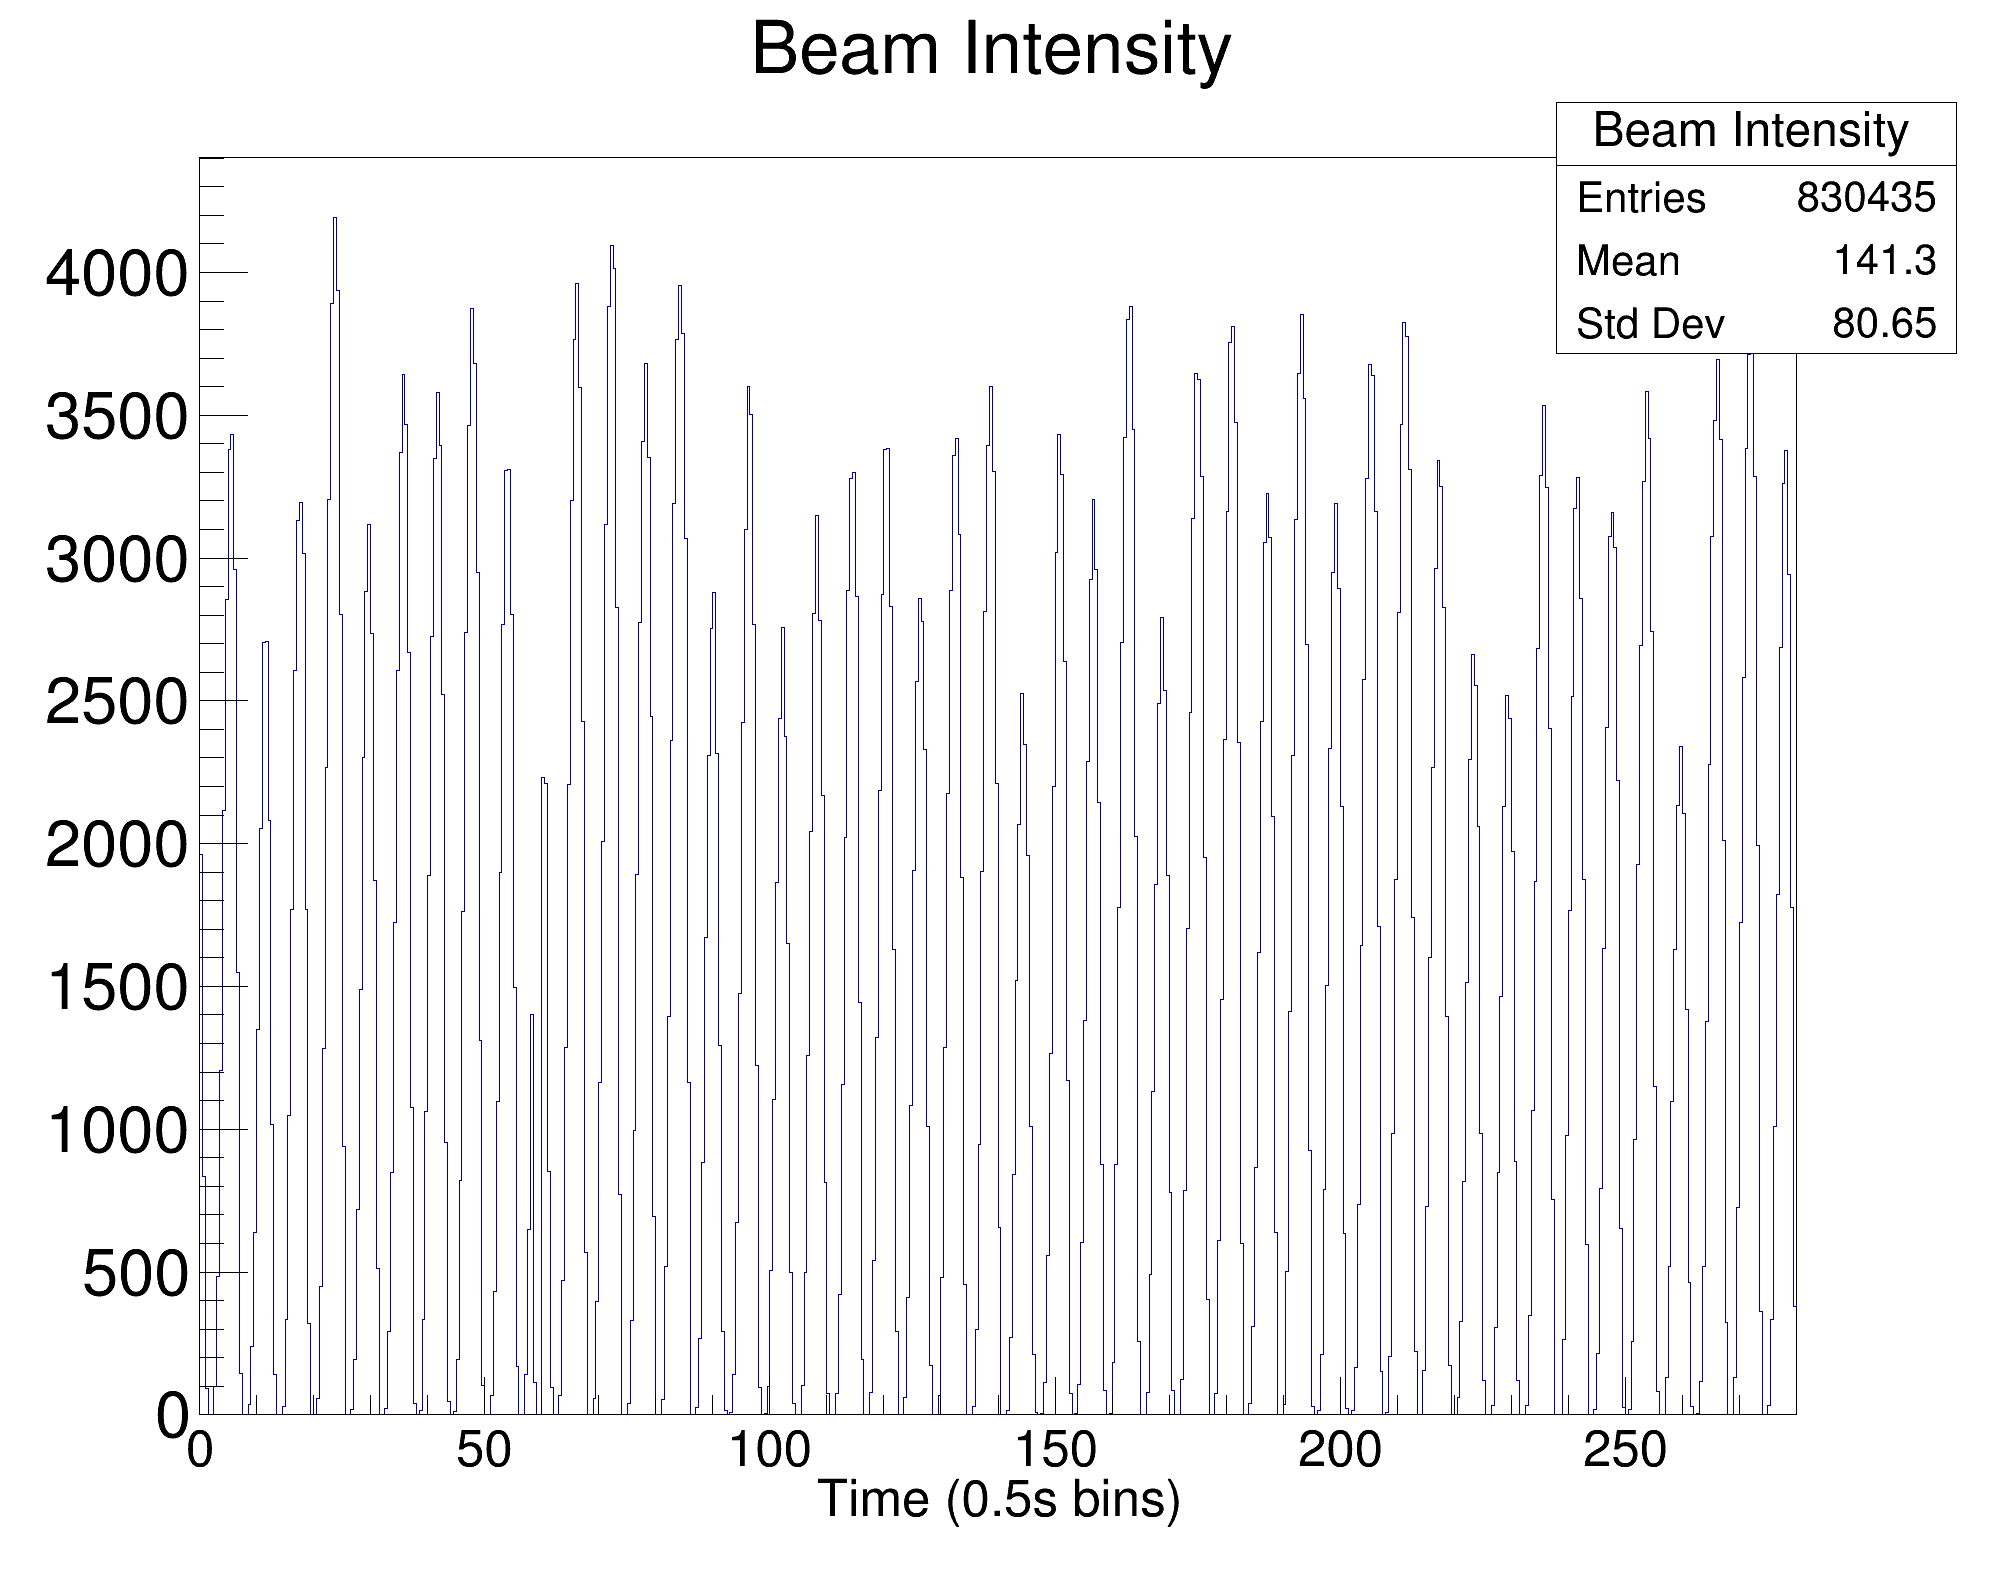 Beam Intensity
Beam Intensity
Entries 830435
Mean 141.3
Std Dev 80.65
4000
3500
3000
2500
2000
1500
1000
500
0
0 50 100 150 200 250
Time (0.5s bins)